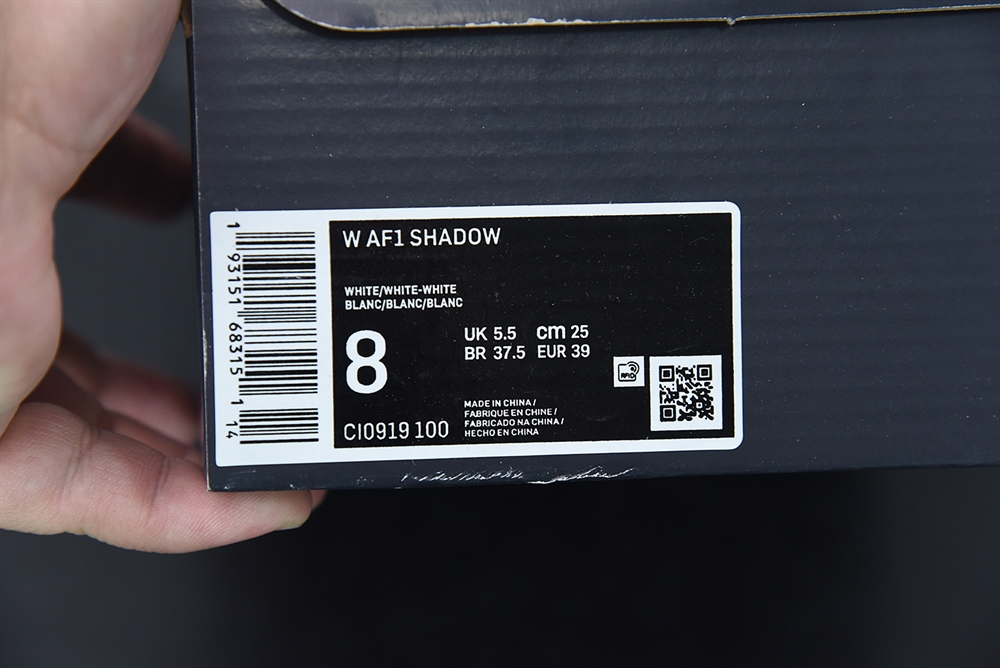 W AF1 SHADOW
WHITE/WHITE-WHITE
BLANC/BLANC/BLANC
8
UK 5.5 cm 25
BR 37.5 EUR 39
RFID
CI0919 100
MADE IN CHINA /
FABRIQUE EN CHINE /
FABRICADO NA CHINA /
HECHO EN CHINA
1 93151 68315 1 14